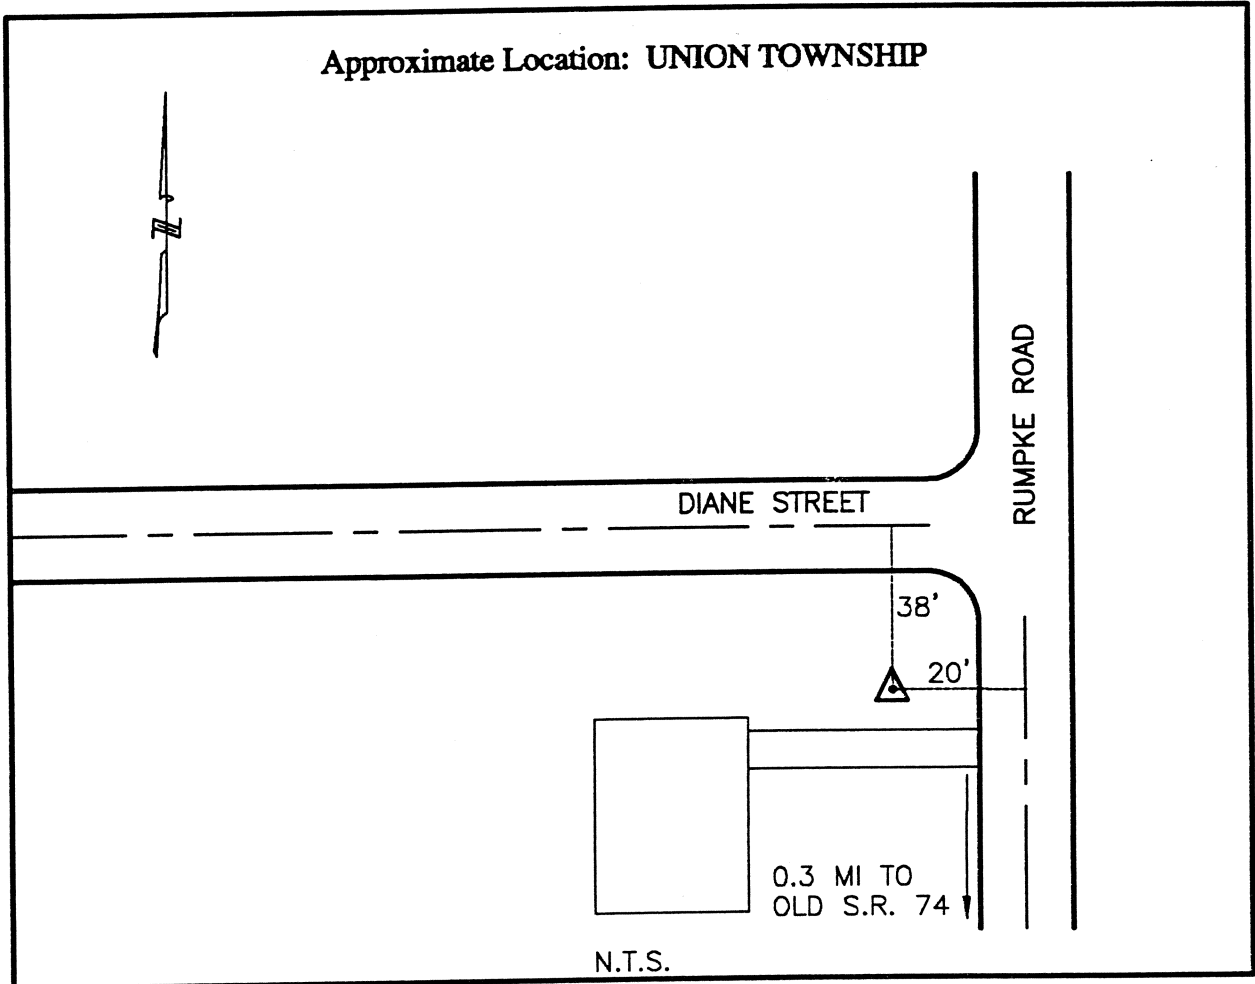 Approximate Location: UNION TOWNSHIP
N
RUMPKE ROAD
DIANE STREET
38'
20'
0.3 MI TO
OLD S.R. 74
N.T.S.